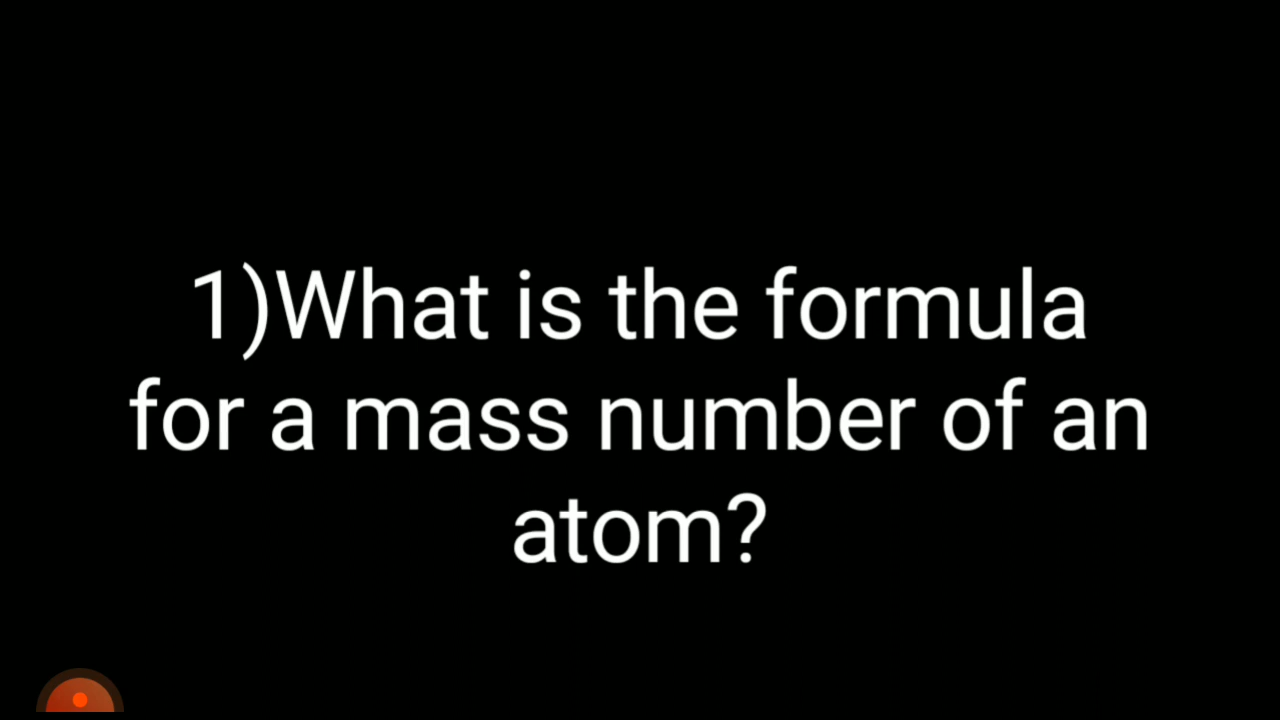 1)What is the formula
for a mass number of an
atom?